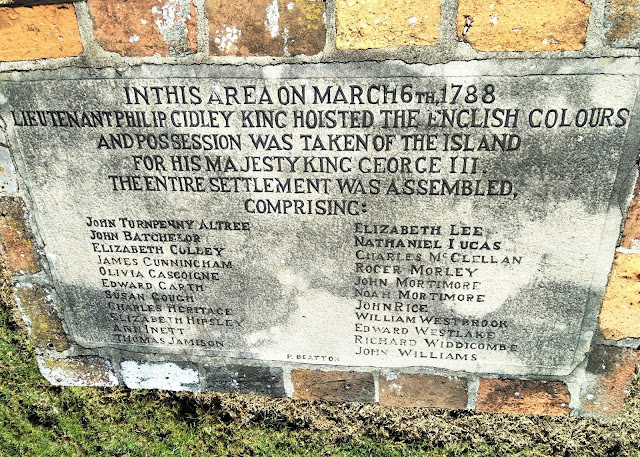 IN THIS AREA ON MARCH 6TH, 1788
LIEUTENANT PHILIP GIDLEY KING HOISTED THE ENGLISH COLOURS
AND POSSESSION WAS TAKEN OF THE ISLAND
FOR HIS MAJESTY KING GEORGE III.
THE ENTIRE SETTLEMENT WAS ASSEMBLED,
COMPRISING:
JOHN TURNPENNY ALTREE
JOHN BATCHELOR
ELIZABETH COLLEY
JAMES CUNNINGHAM
OLIVIA GASCOIGNE
EDWARD GARTH
SUSAN GOUGH
CHARLES HERITAGE
ELIZABETH HIPSLEY
ANN INETT
THOMAS JAMISON
ELIZABETH LEE
NATHANIEL LUCAS
CHARLES MCCLELLAN
ROGER MORLEY
JOHN MORTIMORE
NOAH MORTIMORE
JOHN RICE
WILLIAM WESTBROOK
EDWARD WESTLAKE
RICHARD WIDDICOMBE
JOHN WILLIAMS
P. BEATTON